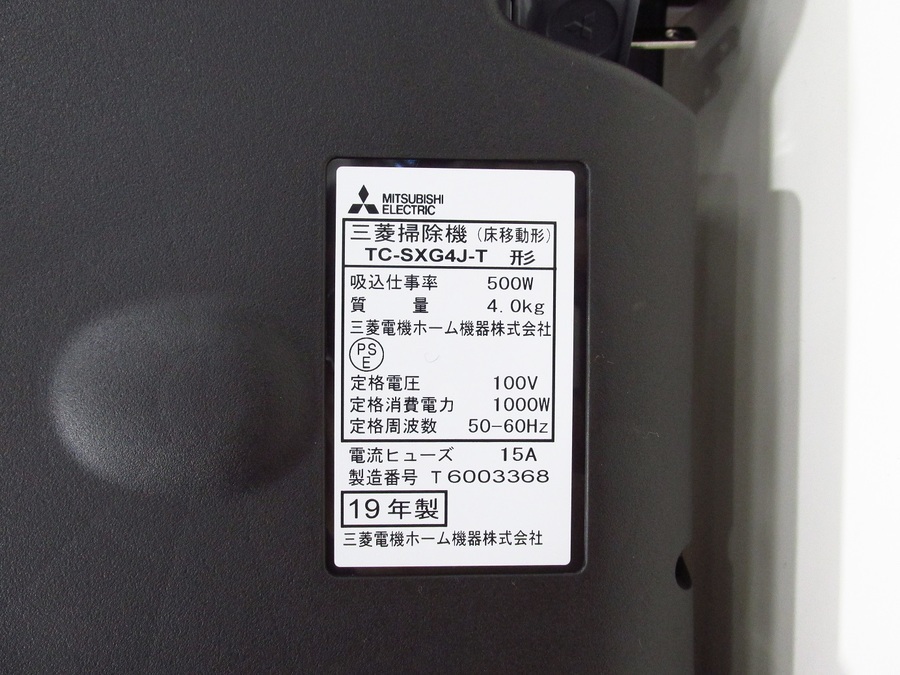 MITSUBISHI
ELECTRIC
三菱掃除機（床移動形）
TC-SXG4J-T 形
吸込仕事率 500W
質 量 4.0kg
三菱電機ホーム機器株式会社
PS
E
定格電圧 100V
定格消費電力 1000W
定格周波数 50-60Hz
電流ヒューズ 15A
製造番号 T6003368
19年製
三菱電機ホーム機器株式会社